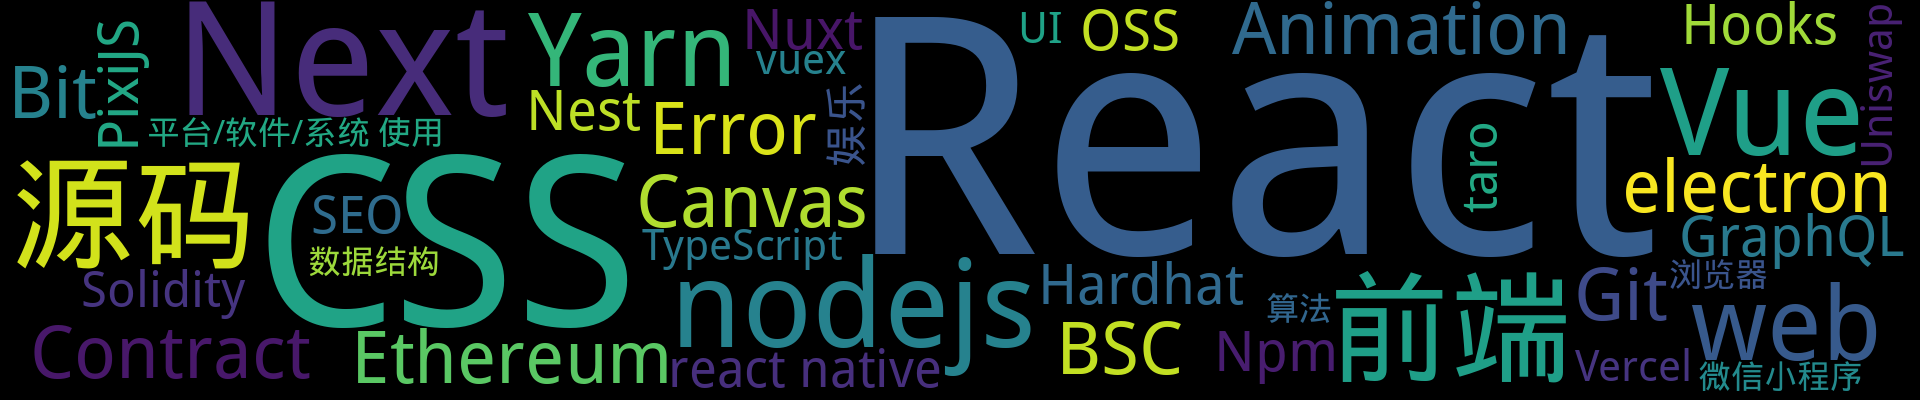 Next
Yarn
Nuxt
UI
OSS
Animation
Hooks
Uniswap
Bit
PixiJS
vuex
React
Vue
平台/软件/系统 使用
Nest
Error
娱乐
taro
electron
源码
CSS
SEO
数据结构
Canvas
TypeScript
GraphQL
Solidity
nodejs
Hardhat
算法
前端
Git
浏览器
web
Contract
Ethereum
react native
BSC
Npm
Vercel
微信小程序